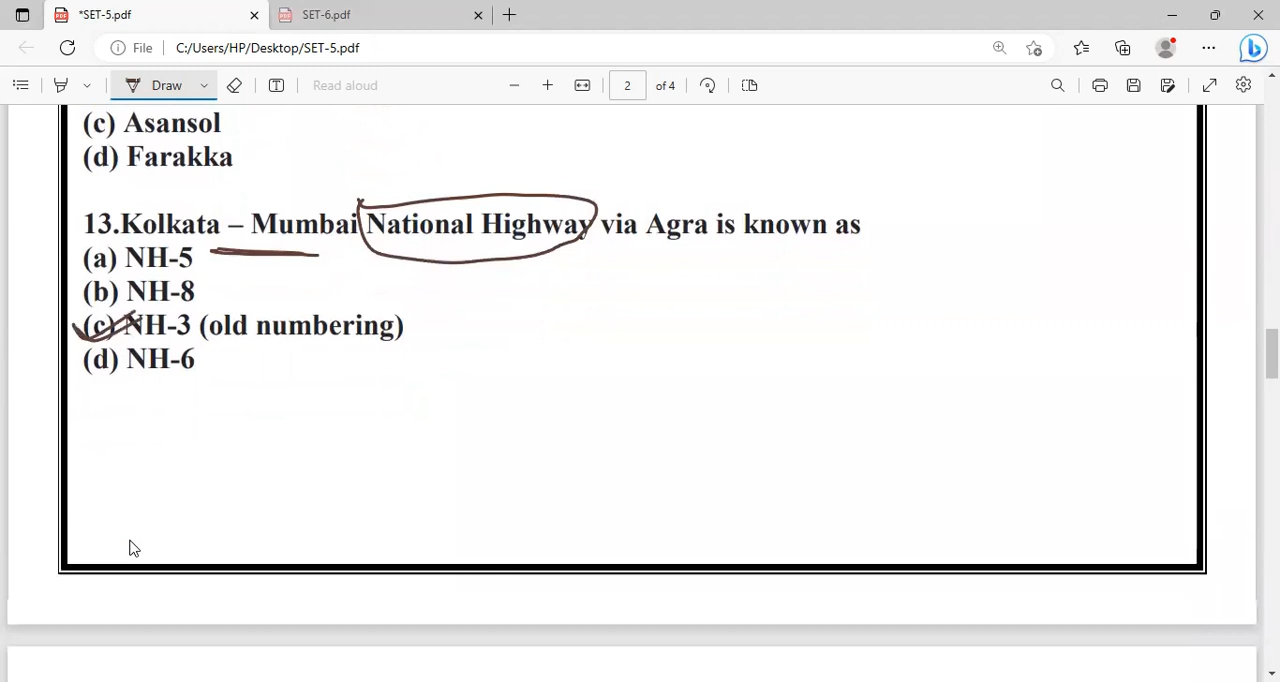 *SET-5.pdf
SET-6.pdf
File
C:/Users/HP/Desktop/SET-5.pdf
Draw
Read aloud
2
of 4
(c) Asansol
(d) Farakka
13.Kolkata – Mumbai National Highway via Agra is known as
(a) NH-5
(b) NH-8
(c) NH-3 (old numbering)
(d) NH-6